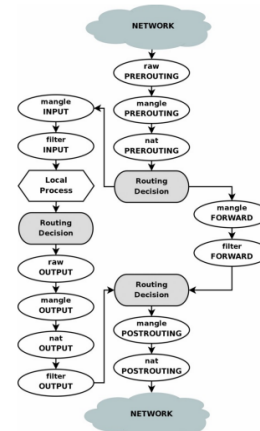 NETWORK
raw
PREROUTING
mangle
PREROUTING
nat
PREROUTING
Routing
Decision
mangle
INPUT
filter
INPUT
Local
Process
Routing
Decision
raw
OUTPUT
mangle
OUTPUT
nat
OUTPUT
filter
OUTPUT
mangle
FORWARD
filter
FORWARD
Routing
Decision
mangle
POSTROUTING
nat
POSTROUTING
NETWORK